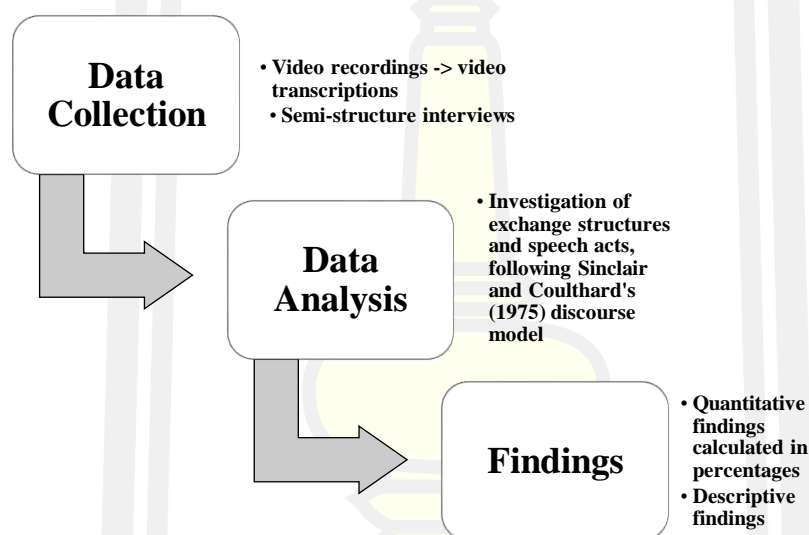 Data
Collection
• Video recordings -> video
transcriptions
• Semi-structure interviews
Data
Analysis
• Investigation of
exchange structures
and speech acts,
following Sinclair
and Coulthard's
(1975) discourse
model
Findings
• Quantitative
findings
calculated in
percentages
• Descriptive
findings